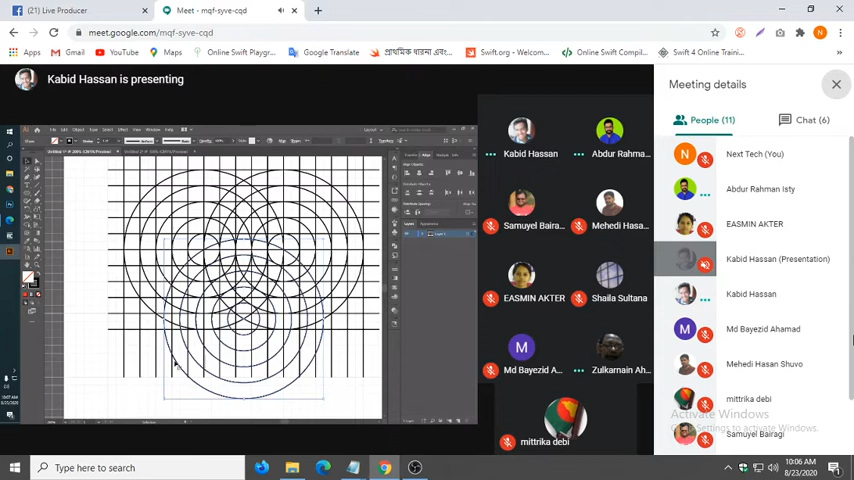 (21) Live Producer
Meet - mqf-syve-cqd
meet.google.com/mqf-syve-cqd
Apps
Gmail
YouTube
Maps
Online Swift Playgr...
Google Translate
প্রাথমিক ধারনা এবং...
Swift.org - Welcom...
Online Swift Compil...
Swift 4 Online Traini...
Kabid Hassan is presenting
Meeting details
People (11)
Chat (6)
Kabid Hassan
Abdur Rahma...
Samuyel Baira...
Mehedi Hasa...
EASMIN AKTER
Shaila Sultana
Md Bayezid A...
Zulkarnain Ah...
mittrika debi
Next Tech (You)
Abdur Rahman Isty
EASMIN AKTER
Kabid Hassan (Presentation)
Kabid Hassan
Md Bayezid Ahamad
Mehedi Hasan Shuvo
mittrika debi
Samuyel Bairagi
Activate Windows
Go to Settings to activate Windows.
Type here to search
10:06 AM
8/23/2020